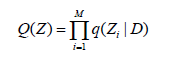 Q(Z) = ∏_{i=1}^{M} q(Z_i | D)